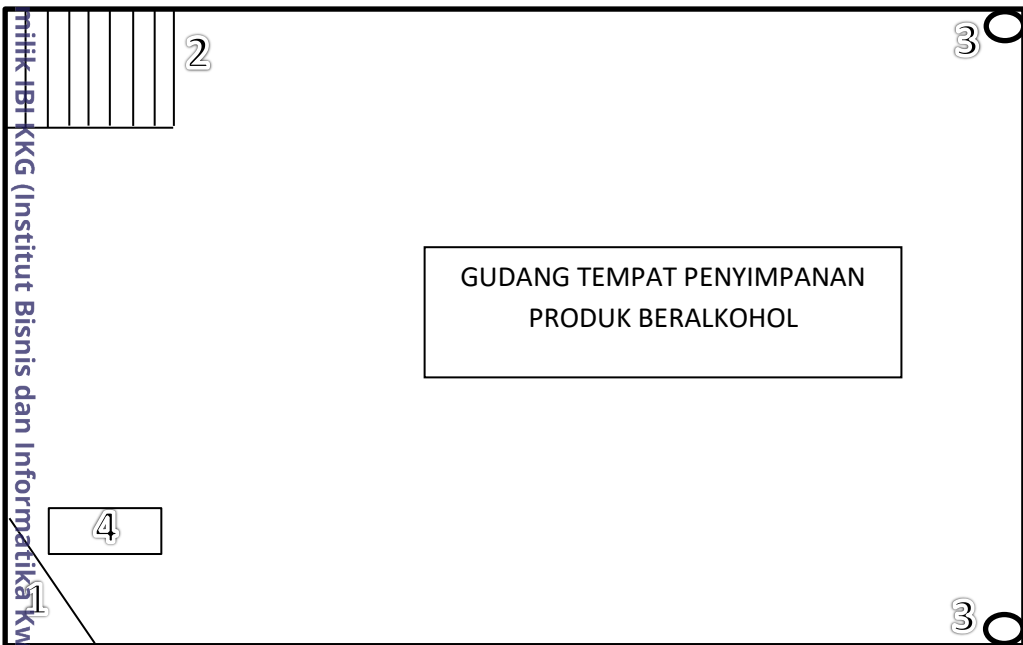 milik IBI KKG (Institut Bisnis dan Informatika Kw
2
3
GUDANG TEMPAT PENYIMPANAN
PRODUK BERALKOHOL
4
1
3